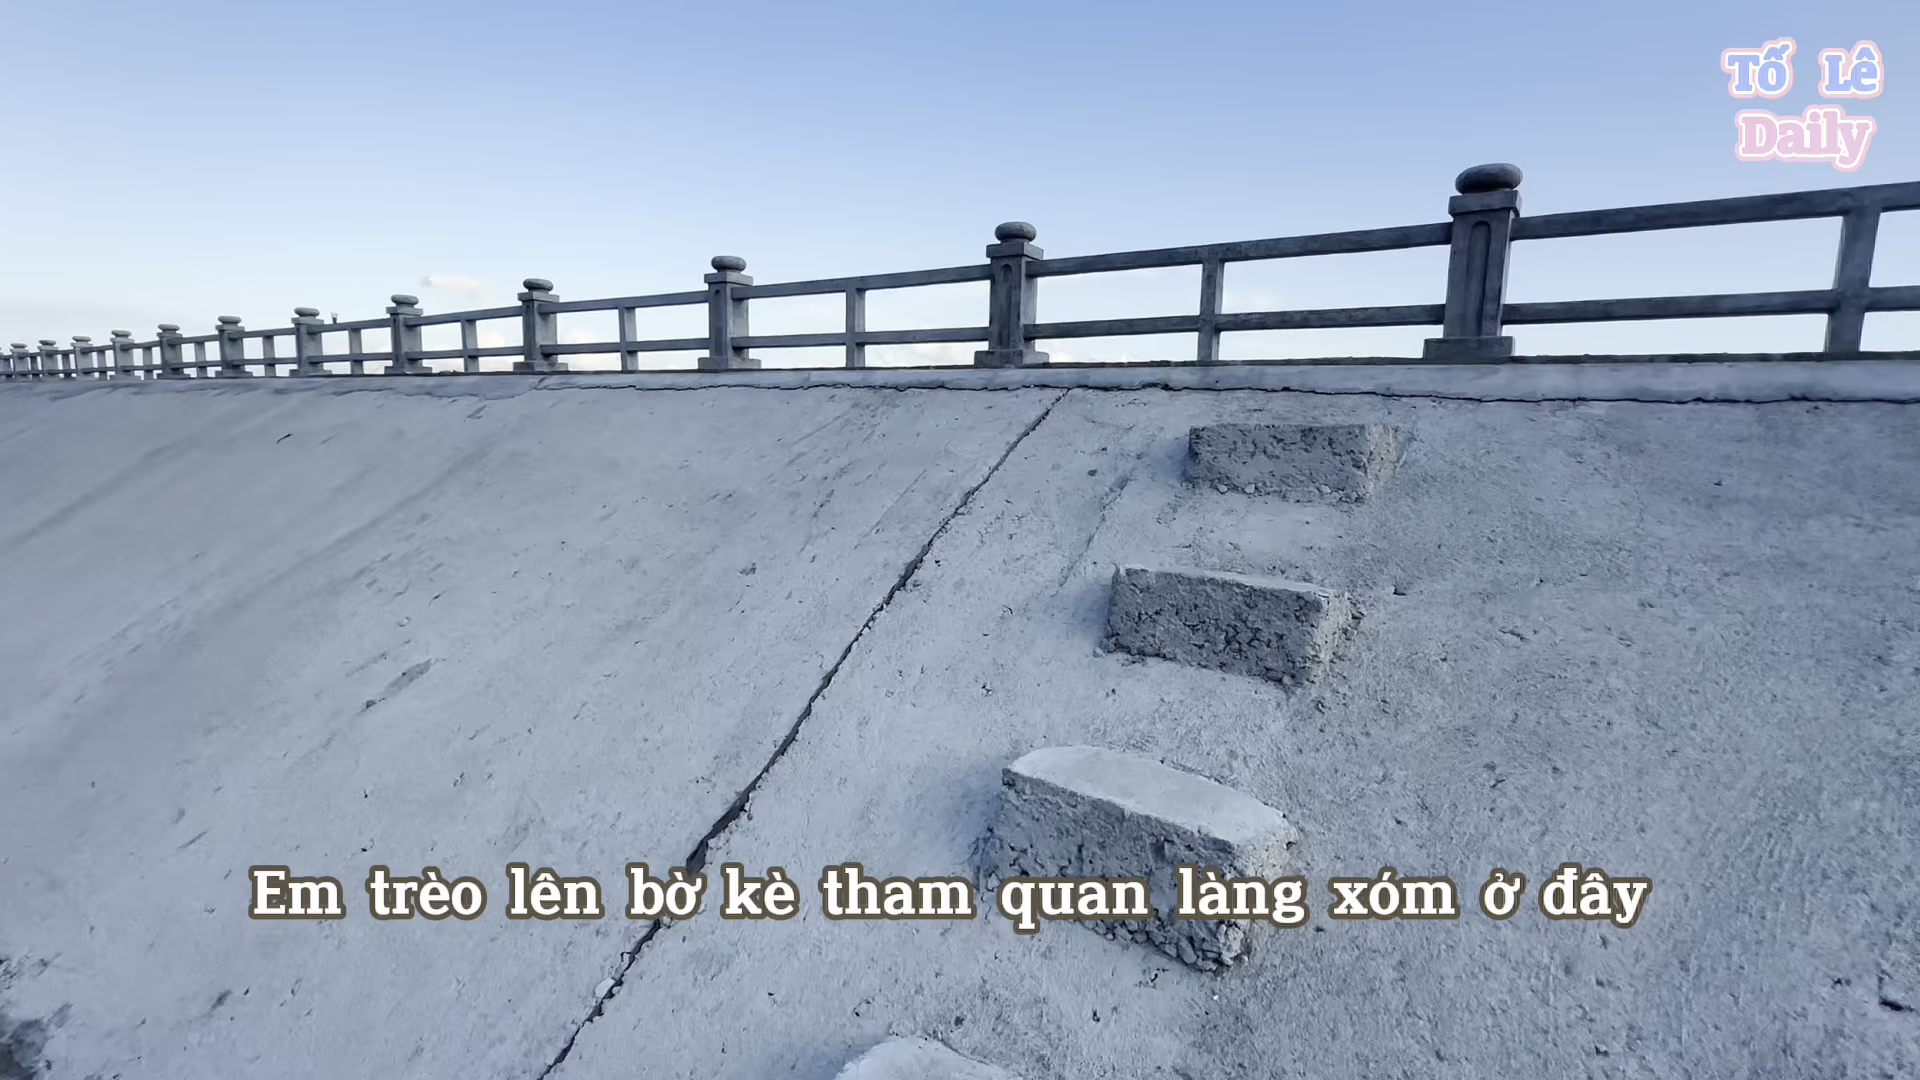 Tố Lê
Daily
Em trèo lên bờ kè tham quan làng xóm ở đây